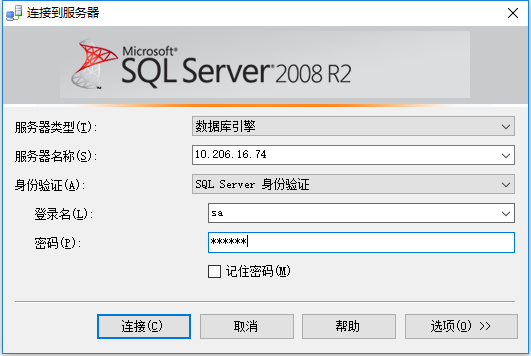 连接到服务器
Microsoft®
SQL Server® 2008 R2
服务器类型(T): 数据库引擎
服务器名称(S): 10.206.16.74
身份验证(A): SQL Server 身份验证
登录名(L): sa
密码(P): ******
记住密码(M)
连接(C) 取消 帮助 选项(O) >>